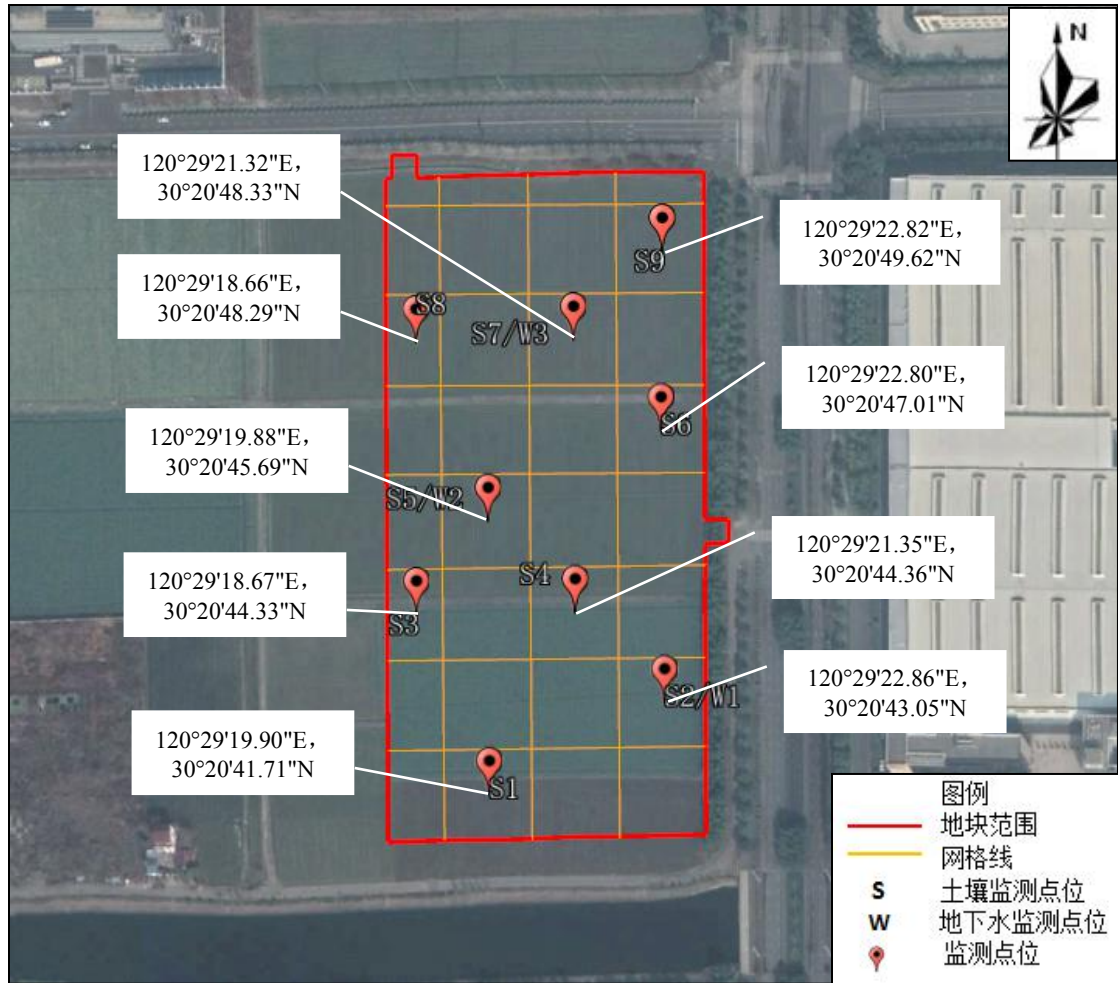 N
120°29'21.32"E,
30°20'48.33"N
120°29'22.82"E,
30°20'49.62"N
S9
120°29'18.66"E,
30°20'48.29"N
S8
S7/W3
120°29'22.80"E,
30°20'47.01"N
S6
120°29'19.88"E,
30°20'45.69"N
S5/W2
120°29'21.35"E,
30°20'44.36"N
S4
120°29'18.67"E,
30°20'44.33"N
S3
120°29'22.86"E,
30°20'43.05"N
S2/W1
120°29'19.90"E,
30°20'41.71"N
S1
图例
地块范围
网格线
S 土壤监测点位
W 地下水监测点位
监测点位